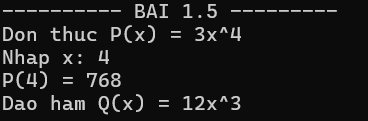 ---------- BAI 1.5 ---------
Don thuc P(x) = 3x^4
Nhap x: 4
P(4) = 768
Dao ham Q(x) = 12x^3